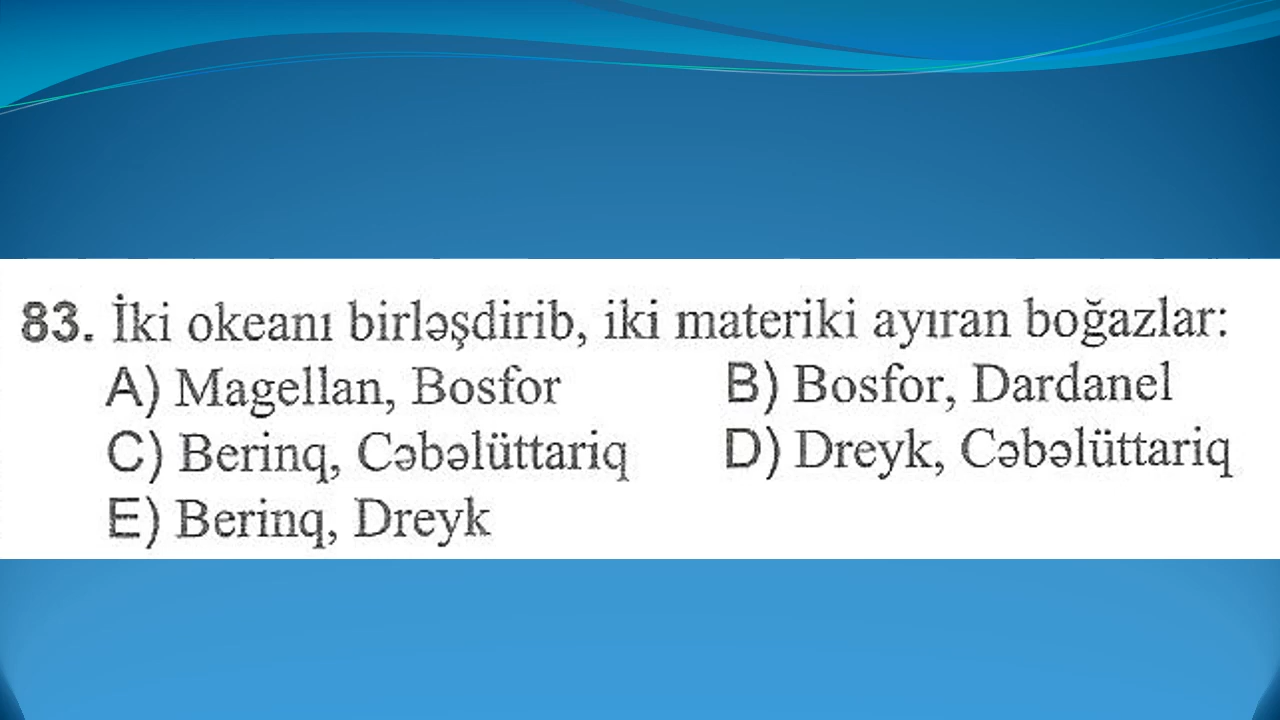 83. İki okeanı birləşdirib, iki materiki ayıran boğazlar:
A) Magellan, Bosfor B) Bosfor, Dardanel
C) Berinq, Cəbəlüttariq D) Dreyk, Cəbəlüttariq
E) Berinq, Dreyk